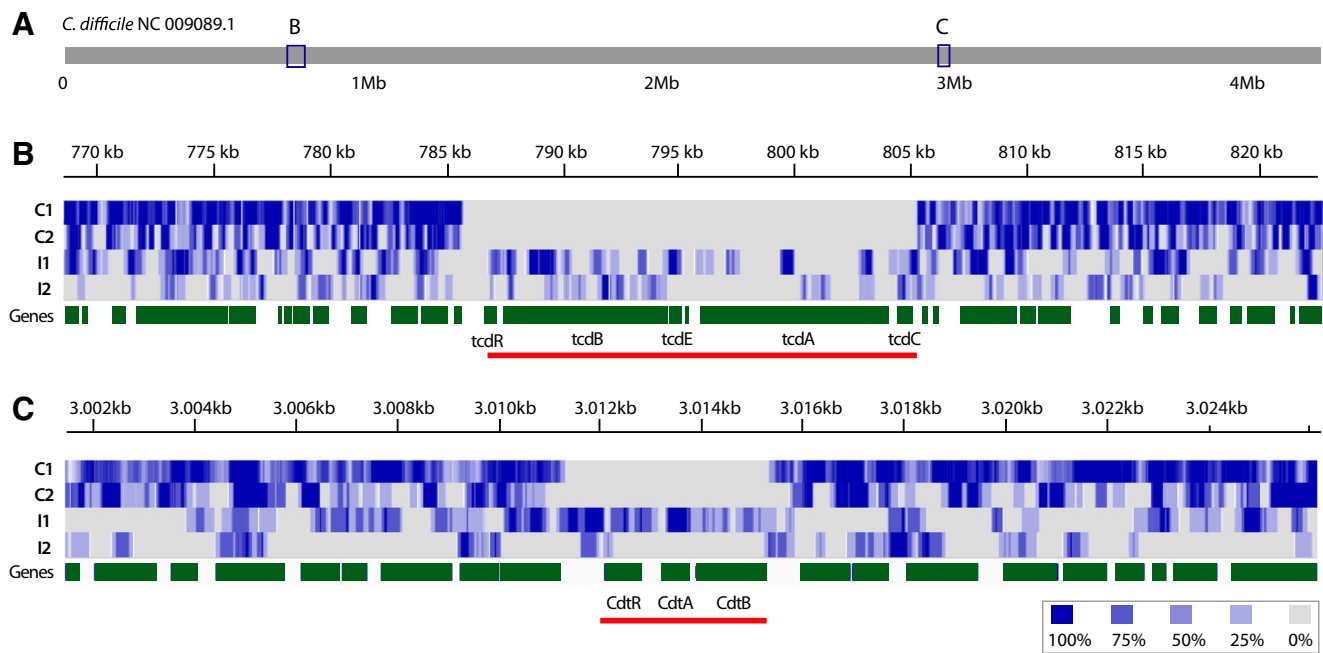 A
C. difficile NC 009089.1
B
C
0
1Mb
2Mb
3Mb
4Mb
B
770 kb 775 kb 780 kb 785 kb 790 kb 795 kb 800 kb 805 kb 810 kb 815 kb 820 kb
C1
C2
I1
I2
Genes
tcdR tcdB tcdE tcdA tcdC
C
3.002kb 3.004kb 3.006kb 3.008kb 3.010kb 3.012kb 3.014kb 3.016kb 3.018kb 3.020kb 3.022kb 3.024kb
C1
C2
I1
I2
Genes
CdtR CdtA CdtB
100% 75% 50% 25% 0%